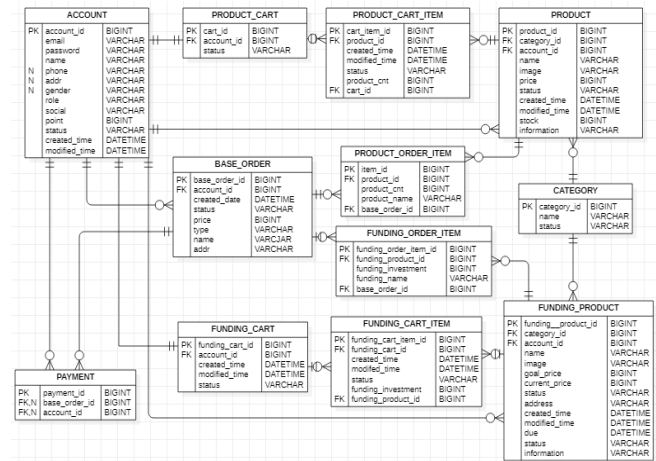 ACCOUNT
PK account_id BIGINT
email VARCHAR
password VARCHAR
name VARCHAR
N phone VARCHAR
N addr VARCHAR
N gender VARCHAR
role VARCHAR
social VARCHAR
point BIGINT
status VARCHAR
created_time DATETIME
modified_time DATETIME
PRODUCT_CART
PK cart_id BIGINT
FK account_id BIGINT
status VARCHAR
PRODUCT_CART_ITEM
PK cart_item_id BIGINT
FK product_id BIGINT
created_time DATETIME
modified_time DATETIME
status VARCHAR
product_cnt BIGINT
FK cart_id BIGINT
PRODUCT
PK product_id BIGINT
FK category_id BIGINT
FK account_id BIGINT
name VARCHAR
image VARCHAR
price BIGINT
status VARCHAR
created_time DATETIME
modified_time DATETIME
stock BIGINT
information VARCHAR
BASE_ORDER
PK base_order_id BIGINT
FK account_id BIGINT
created_date DATETIME
status VARCHAR
price BIGINT
type VARCHAR
name VARCJAR
addr VARCHAR
PRODUCT_ORDER_ITEM
PK item_id BIGINT
FK product_id BIGINT
product_cnt BIGINT
product_name VARCHAR
FK base_order_id BIGINT
CATEGORY
PK category_id BIGINT
name VARCHAR
status VARCHAR
FUNDING_ORDER_ITEM
PK funding_order_item_id BIGINT
FK funding_product_id BIGINT
funding_investment BIGINT
funding_name VARCHAR
FK base_order_id BIGINT
FUNDING_CART
PK funding_cart_id BIGINT
FK account_id BIGINT
created_time DATETIME
modified_time DATETIME
status VARCHAR
FUNDING_CART_ITEM
PK funding_cart_item_id BIGINT
FK funding_cart_id BIGINT
created_time DATETIME
modifed_time DATETIME
status VARCHAR
funding_investment BIGINT
FK funding_product_id BIGINT
FUNDING_PRODUCT
PK funding__product_id BIGINT
FK category_id BIGINT
FK account_id BIGINT
name VARCHAR
image VARCHAR
goal_price BIGINT
current_price BIGINT
status VARCHAR
address VARCHAR
created_time DATETIME
modified_time DATETIME
due DATETIME
status VARCHAR
information VARCHAR
PAYMENT
PK payment_id BIGINT
FK,N base_order_id BIGINT
FK,N account_id BIGINT